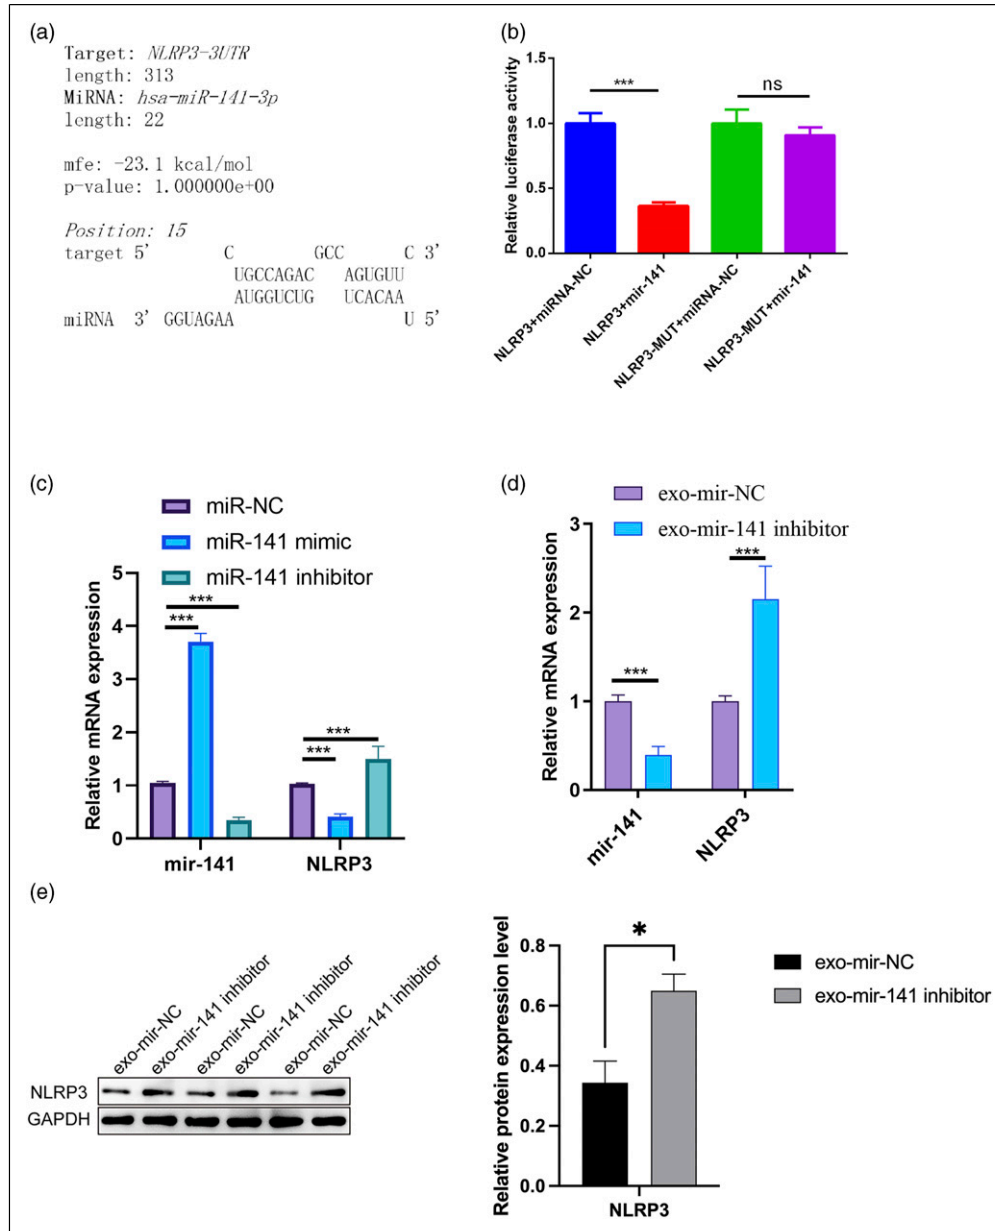 (a)
Target: NLRP3-3UTR
length: 313
MiRNA: hsa-miR-141-3p
length: 22
mfe: -23.1 kcal/mol
p-value: 1.000000e+00
Position: 15
target 5' C GCC C 3'
UGCCAGAC AGUGUU
AUGGUCUG UCACAA
miRNA 3' GGUAGAA U 5'
(b)
Relative luciferase activity
1.5
1.0
0.5
0.0
***
ns
NLRP3+miRNA-NC
NLRP3+mir-141
NLRP3-MUT+miRNA-NC
NLRP3-MUT+mir-141
(c)
miR-NC
miR-141 mimic
miR-141 inhibitor
Relative mRNA expression
5
4
3
2
1
0
***
***
***
***
mir-141
NLRP3
(d)
exo-mir-NC
exo-mir-141 inhibitor
Relative mRNA expression
3
2
1
0
***
***
mir-141
NLRP3
(e)
exo-mir-NC
exo-mir-141 inhibitor
exo-mir-NC
exo-mir-141 inhibitor
exo-mir-NC
exo-mir-141 inhibitor
NLRP3
GAPDH
Relative protein expression level
0.8
0.6
0.4
0.2
0.0
*
NLRP3
exo-mir-NC
exo-mir-141 inhibitor